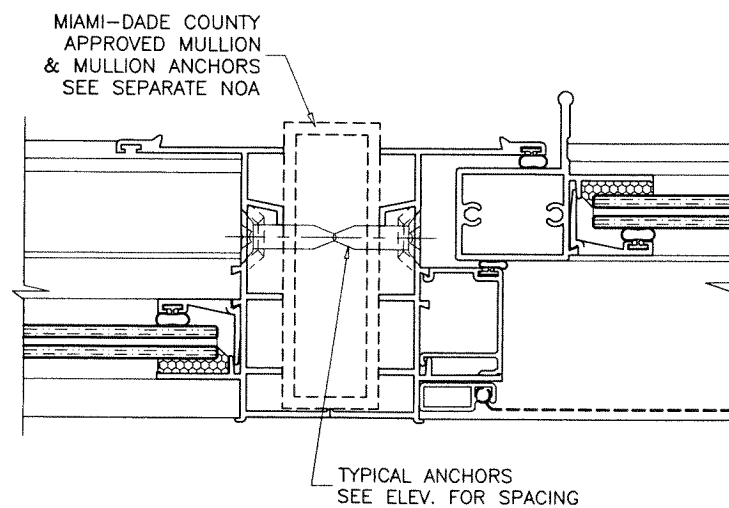 MIAMI-DADE COUNTY
APPROVED MULLION
& MULLION ANCHORS
SEE SEPARATE NOA
TYPICAL ANCHORS
SEE ELEV. FOR SPACING